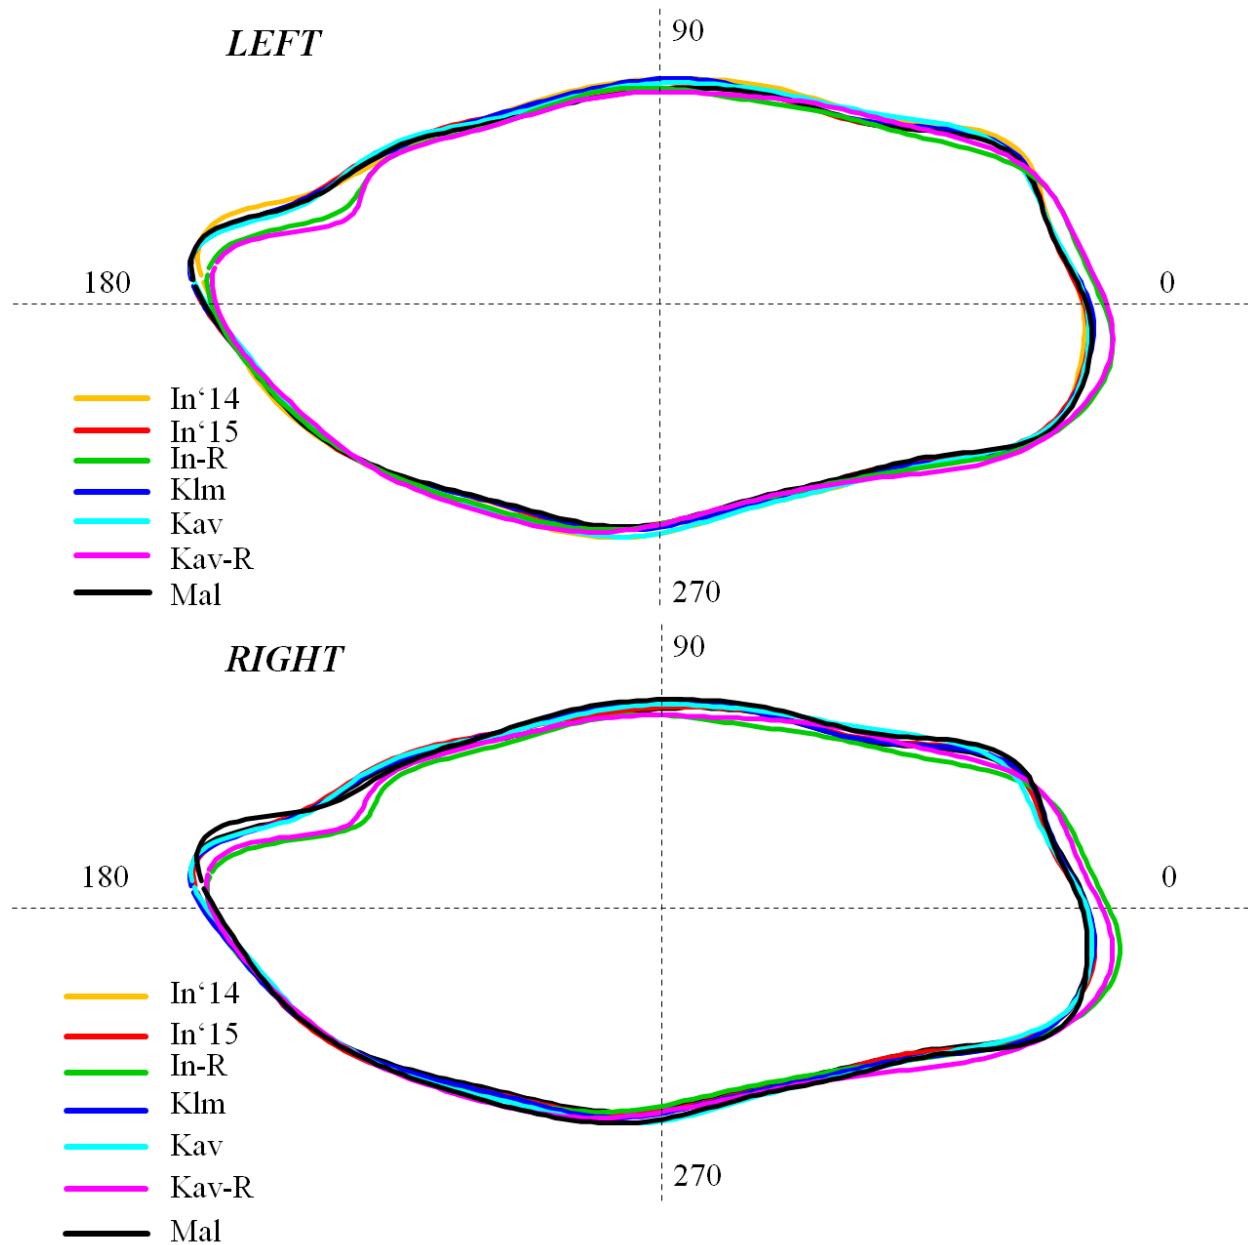 LEFT
90
180
0
In‘14
In‘15
In-R
Klm
Kav
Kav-R
Mal
270
RIGHT
90
180
0
In‘14
In‘15
In-R
Klm
Kav
Kav-R
Mal
270